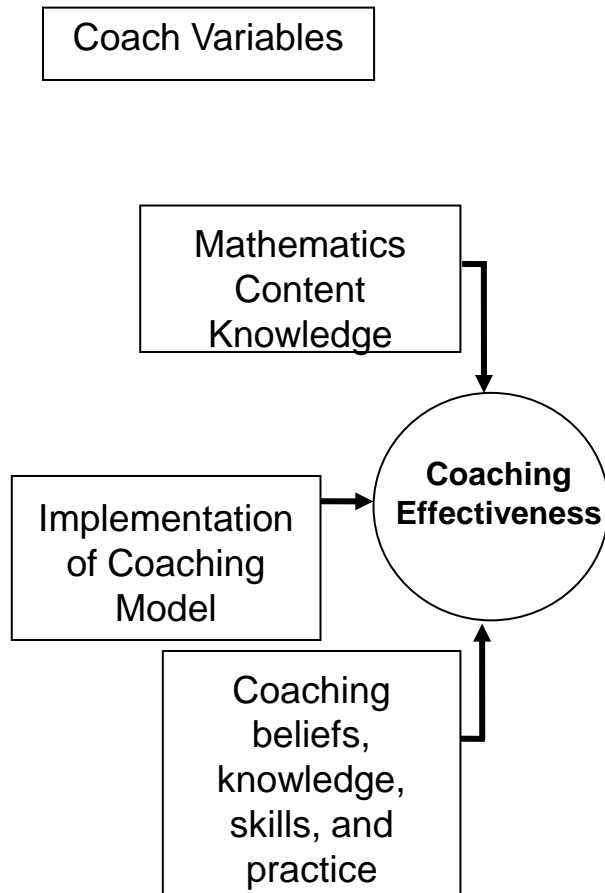 Coach Variables
Mathematics
Content
Knowledge
Coaching
Effectiveness
Implementation
of Coaching
Model
Coaching
beliefs,
knowledge,
skills, and
practice